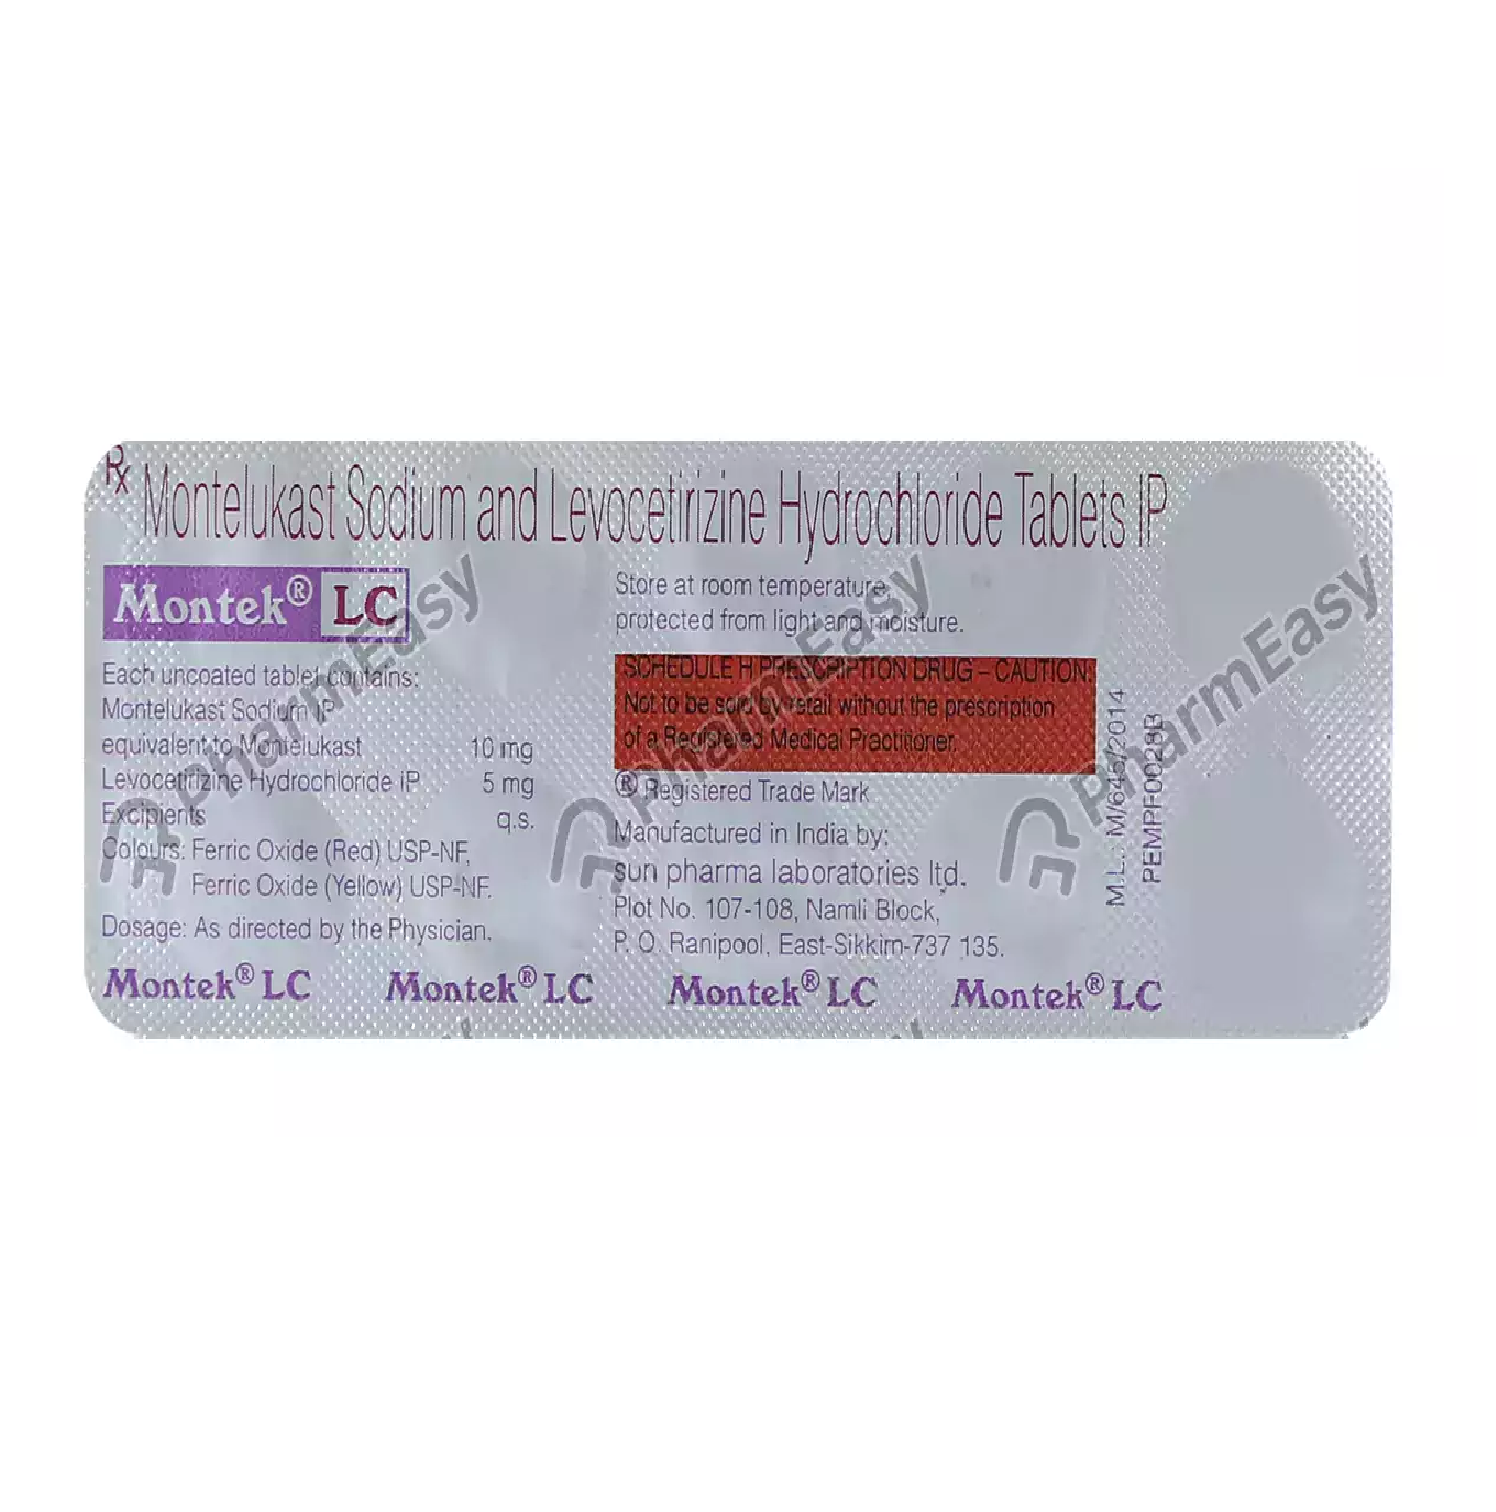 Rx Montelukast Sodium and Levocetirizine Hydrochloride Tablets IP
Montek® LC
Each uncoated tablet contains:
Montelukast Sodium IP
equivalent to Montelukast 10 mg
Levocetirizine Hydrochloride IP 5 mg
Excipients q.s.
Colours: Ferric Oxide (Red) USP-NF,
Ferric Oxide (Yellow) USP-NF.
Dosage: As directed by the Physician.
Store at room temperature,
protected from light and moisture.
SCHEDULE H PRESCRIPTION DRUG – CAUTION:
Not to be sold by retail without the prescription
of a Registered Medical Practitioner.
® Registered Trade Mark
Manufactured in India by:
sun pharma laboratories ltd.
Plot No. 107-108, Namli Block,
P. O. Ranipool, East-Sikkim-737 135.
M.L.: M/645/2014
Montek® LC Montek® LC Montek® LC Montek® LC
PharmEasy
PharmEasy
PharmEasy